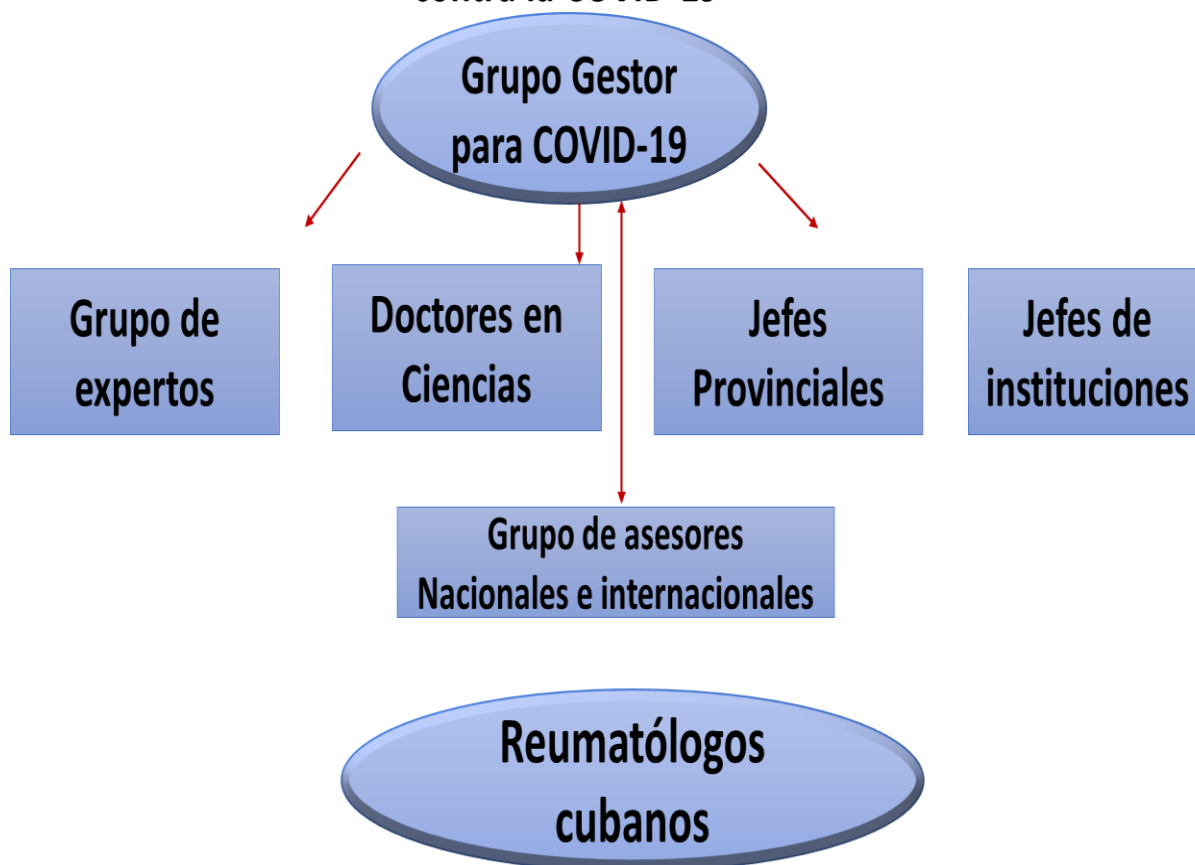 Grupo Gestor
para COVID-19
Grupo de
expertos
Doctores en
Ciencias
Jefes
Provinciales
Jefes de
instituciones
Grupo de asesores
Nacionales e internacionales
Reumatólogos
cubanos